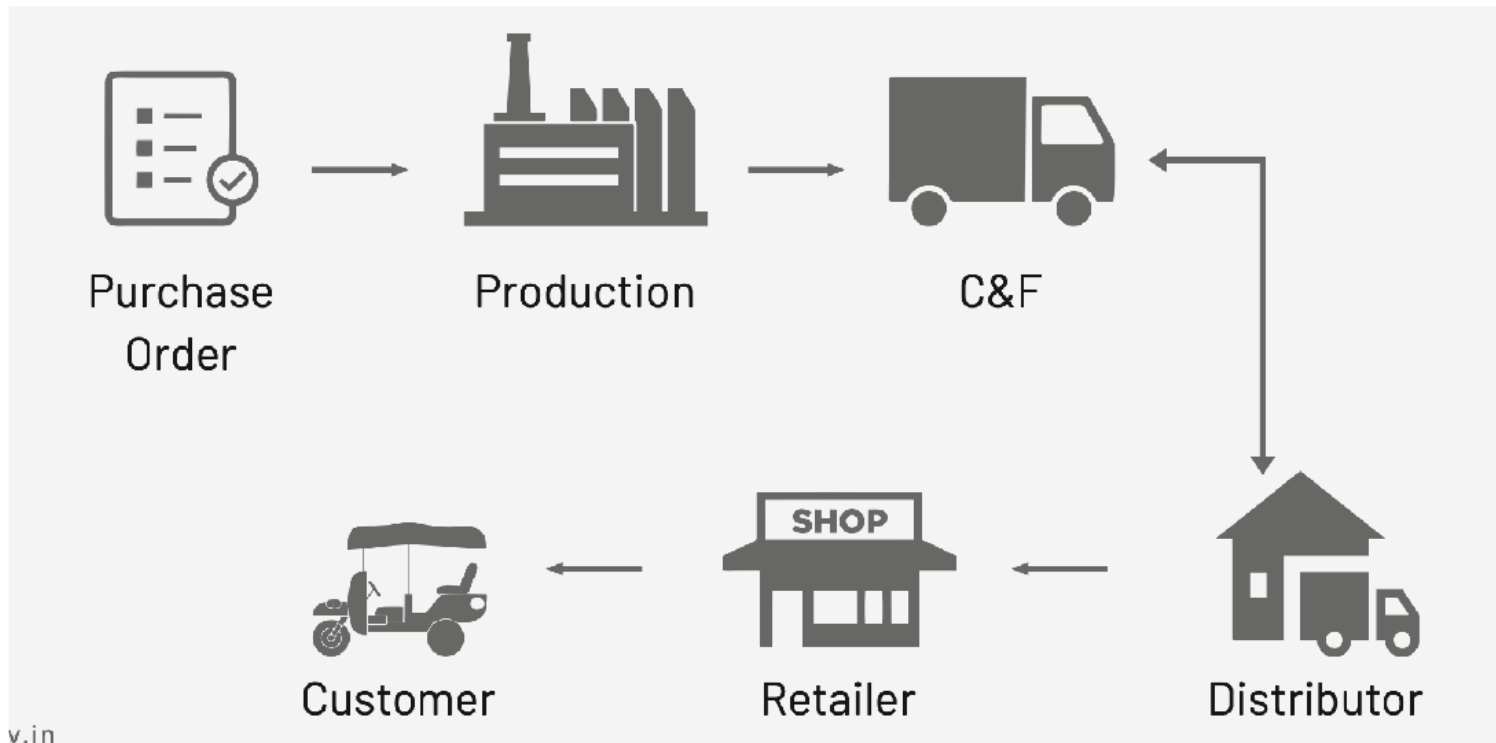 Purchase
Order
Production
C&F
SHOP
Customer
Retailer
Distributor
v.in